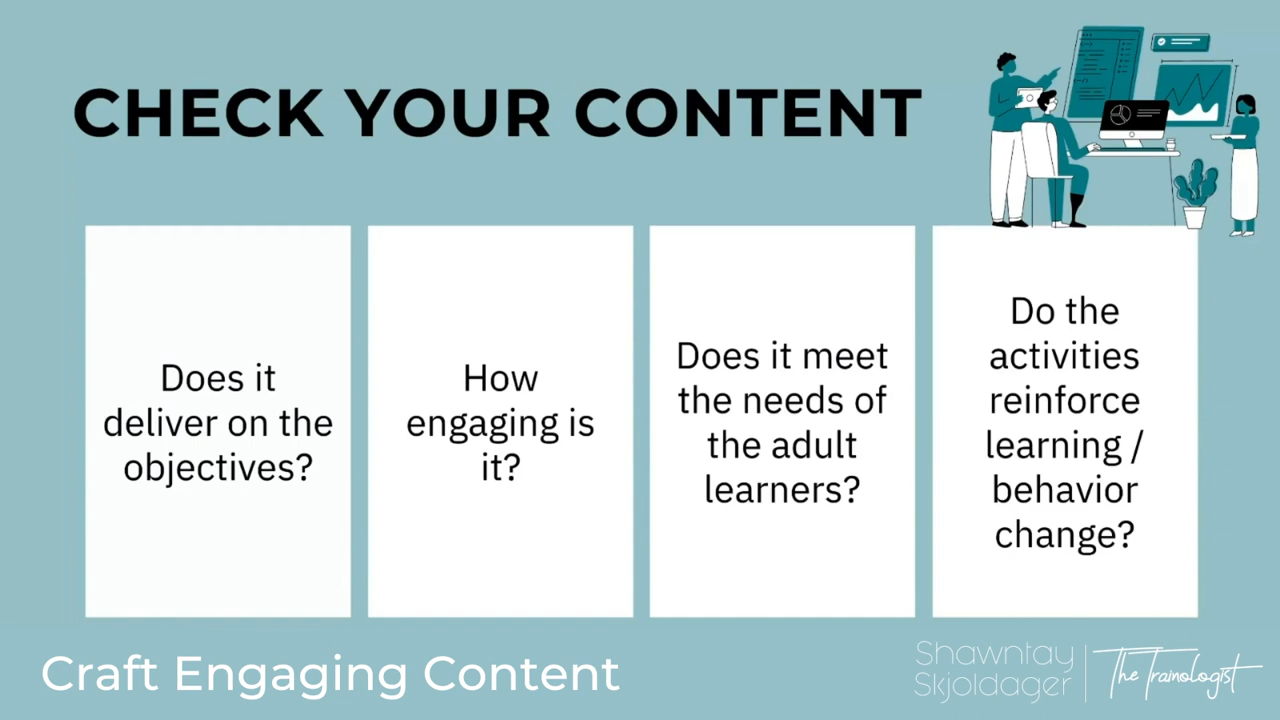 CHECK YOUR CONTENT
Does it
deliver on the
objectives?
How
engaging is
it?
Does it meet
the needs of
the adult
learners?
Do the
activities
reinforce
learning /
behavior
change?
Craft Engaging Content
Shawntay
Skjoldager
The Trainologist